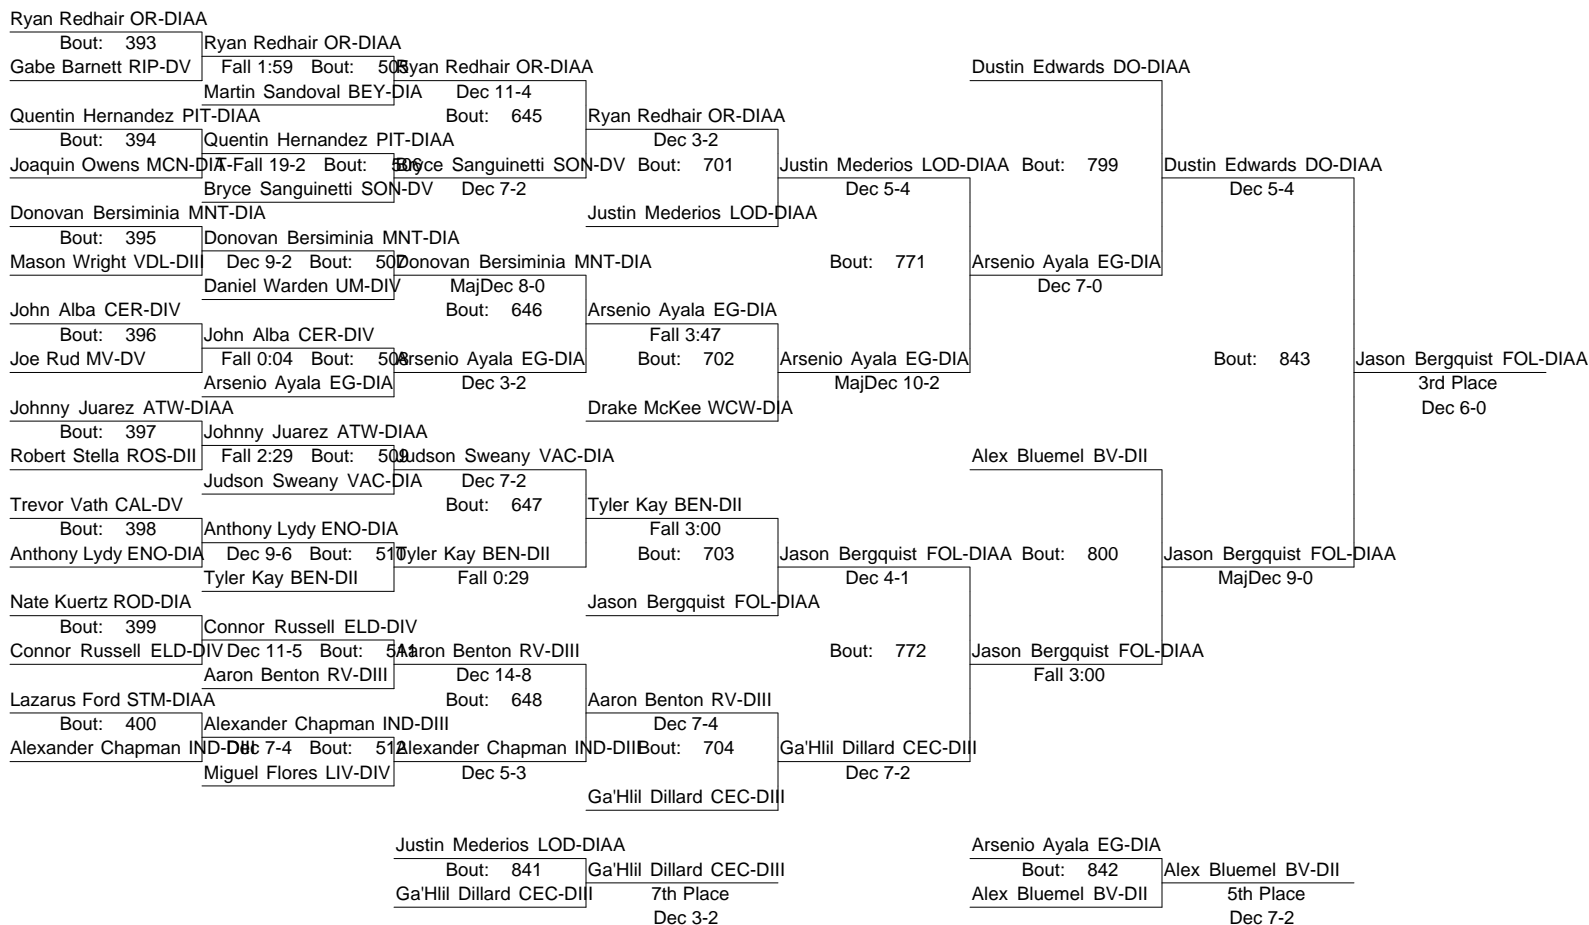 Ryan Redhair OR-DIAA
Bout: 393 Ryan Redhair OR-DIAA
Gabe Barnett RIP-DV Fall 1:59 Bout: 505 Ryan Redhair OR-DIAA Dustin Edwards DO-DIAA
Martin Sandoval BEY-DIA Dec 11-4
Quentin Hernandez PIT-DIAA Bout: 645 Ryan Redhair OR-DIAA
Bout: 394 Quentin Hernandez PIT-DIAA Dec 3-2
Joaquin Owens MCN-DIA T-Fall 19-2 Bout: 506 Bryce Sanguinetti SON-DV Bout: 701 Justin Mederios LOD-DIAA Bout: 799 Dustin Edwards DO-DIAA
Bryce Sanguinetti SON-DV Dec 7-2 Dec 5-4 Dec 5-4
Donovan Bersiminia MNT-DIA Justin Mederios LOD-DIAA
Bout: 395 Donovan Bersiminia MNT-DIA
Mason Wright VDL-DIII Dec 9-2 Bout: 507 Donovan Bersiminia MNT-DIA Bout: 771 Arsenio Ayala EG-DIA
Daniel Warden UM-DIV MajDec 8-0 Dec 7-0
John Alba CER-DIV Bout: 646 Arsenio Ayala EG-DIA
Bout: 396 John Alba CER-DIV Fall 3:47
Joe Rud MV-DV Fall 0:04 Bout: 508 Arsenio Ayala EG-DIA Bout: 702 Arsenio Ayala EG-DIA Bout: 843 Jason Bergquist FOL-DIAA
Arsenio Ayala EG-DIA Dec 3-2 MajDec 10-2 3rd Place
Johnny Juarez ATW-DIAA Drake McKee WCW-DIA Dec 6-0
Bout: 397 Johnny Juarez ATW-DIAA
Robert Stella ROS-DII Fall 2:29 Bout: 509 Judson Sweany VAC-DIA Alex Bluemel BV-DII
Judson Sweany VAC-DIA Dec 7-2
Trevor Vath CAL-DV Bout: 647 Tyler Kay BEN-DII
Bout: 398 Anthony Lydy ENO-DIA Fall 3:00
Anthony Lydy ENO-DIA Dec 9-6 Bout: 510 Tyler Kay BEN-DII Bout: 703 Jason Bergquist FOL-DIAA Bout: 800 Jason Bergquist FOL-DIAA
Tyler Kay BEN-DII Fall 0:29 Dec 4-1 MajDec 9-0
Nate Kuertz ROD-DIA Jason Bergquist FOL-DIAA
Bout: 399 Connor Russell ELD-DIV
Connor Russell ELD-DIV Dec 11-5 Bout: 511 Aaron Benton RV-DIII Bout: 772 Jason Bergquist FOL-DIAA
Aaron Benton RV-DIII Dec 14-8 Fall 3:00
Lazarus Ford STM-DIAA Bout: 648 Aaron Benton RV-DIII
Bout: 400 Alexander Chapman IND-DIII Dec 7-4
Alexander Chapman IND-DIII Dec 7-4 Bout: 512 Alexander Chapman IND-DIII Bout: 704 Ga'Hlil Dillard CEC-DIII
Miguel Flores LIV-DIV Dec 5-3 Dec 7-2
Ga'Hlil Dillard CEC-DIII
Justin Mederios LOD-DIAA Arsenio Ayala EG-DIA
Bout: 841 Ga'Hlil Dillard CEC-DIII Bout: 842 Alex Bluemel BV-DII
Ga'Hlil Dillard CEC-DIII 7th Place Alex Bluemel BV-DII 5th Place
Dec 3-2 Dec 7-2